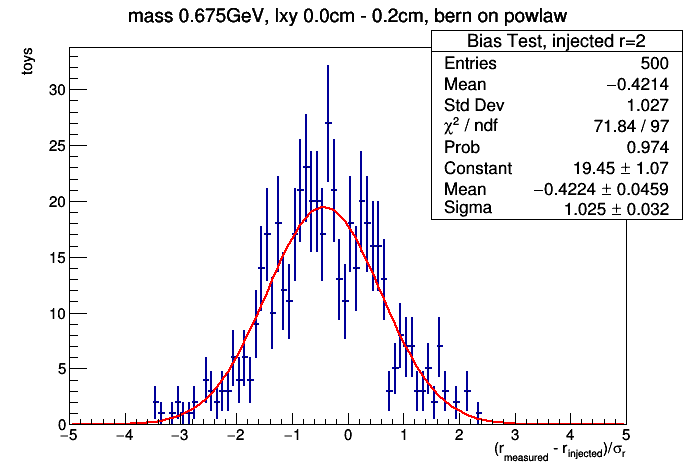 mass 0.675GeV, lxy 0.0cm - 0.2cm, bern on powlaw
toys
Bias Test, injected r=2
Entries 500
Mean −0.4214
Std Dev 1.027
χ² / ndf 71.84 / 97
Prob 0.974
Constant 19.45 ± 1.07
Mean −0.4224 ± 0.0459
Sigma 1.025 ± 0.032
30
25
20
15
10
5
0
−5 −4 −3 −2 −1 0 1 2 3 4 5
(r_measured - r_injected)/σ_r